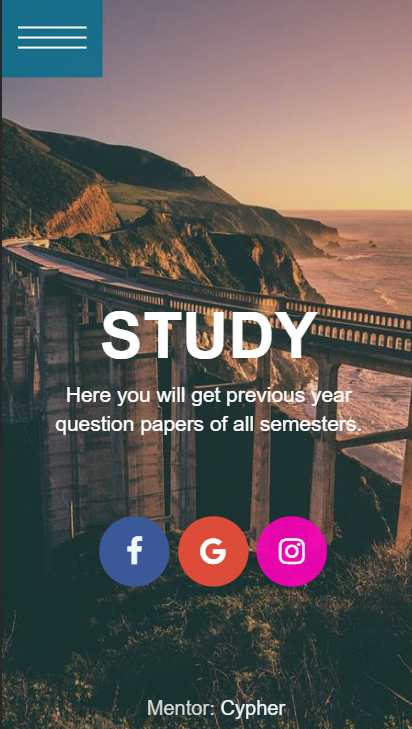 STUDY
Here you will get previous year
question papers of all semesters.
Mentor: Cypher